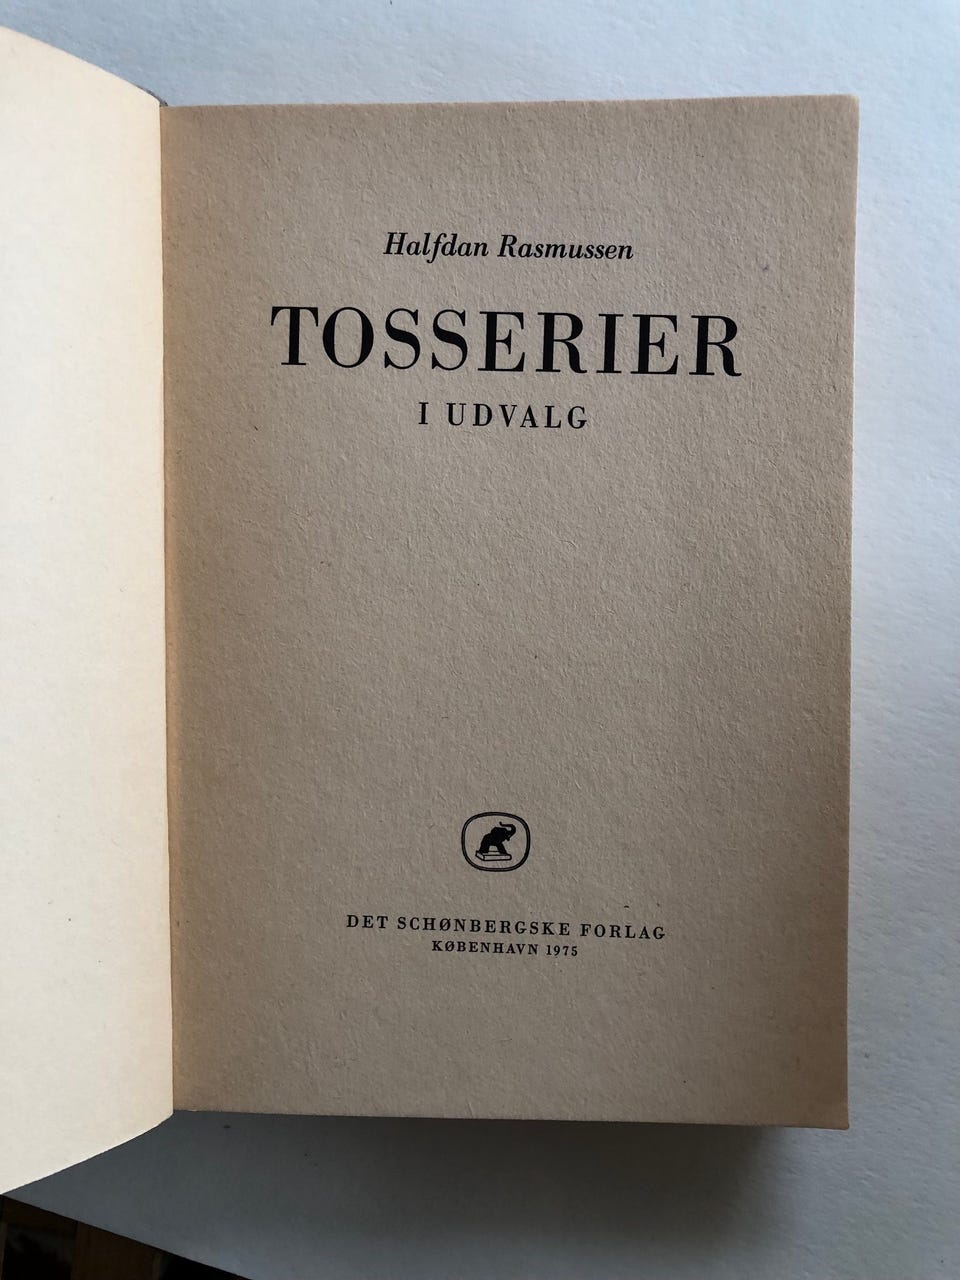 Halfdan Rasmussen
TOSSERIER
I UDVALG
DET SCHØNBERGSKE FORLAG
KØBENHAVN 1975